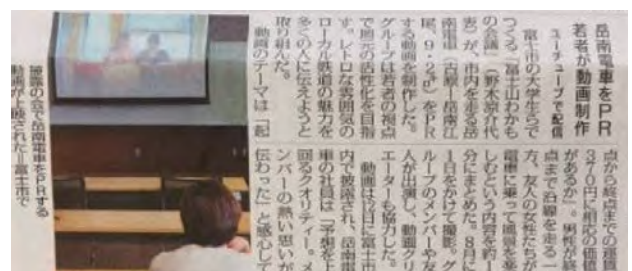 岳南電車をPR
若者が動画制作
ユーチューブで配信
富士市の大学生らで
つくる「富士山わかも
の会議」(野木凉介代
表)が、市内を走る岳
南電車(吉原―岳南江
尾、9・2㌔)をPR
する動画を制作した。
グループは若者の視点
で地元の活性化を目指
す。レトロな雰囲気の
ローカル鉄道の魅力を
多くの人に伝えようと
取り組んだ。
動画のテーマは「起
点から終点までの運賃
370円に相応の価値
があるか」。男性が終
点まで沿線を走る一
方、友人の女性たちが
電車に乗って風景を楽
しむという内容を約1
分にまとめた。8月に
1日をかけて撮影。グ
ループのメンバーや友
人が出演し、動画クリ
エーターも協力した。
動画は12日に富士市
内で披露され、岳南電
車の社員は「予想を上
回るクオリティー。メ
ンバーの熱い思いが
伝わった」と感心して
披露の会で岳南電車をPRする
動画が上映された=富士市で